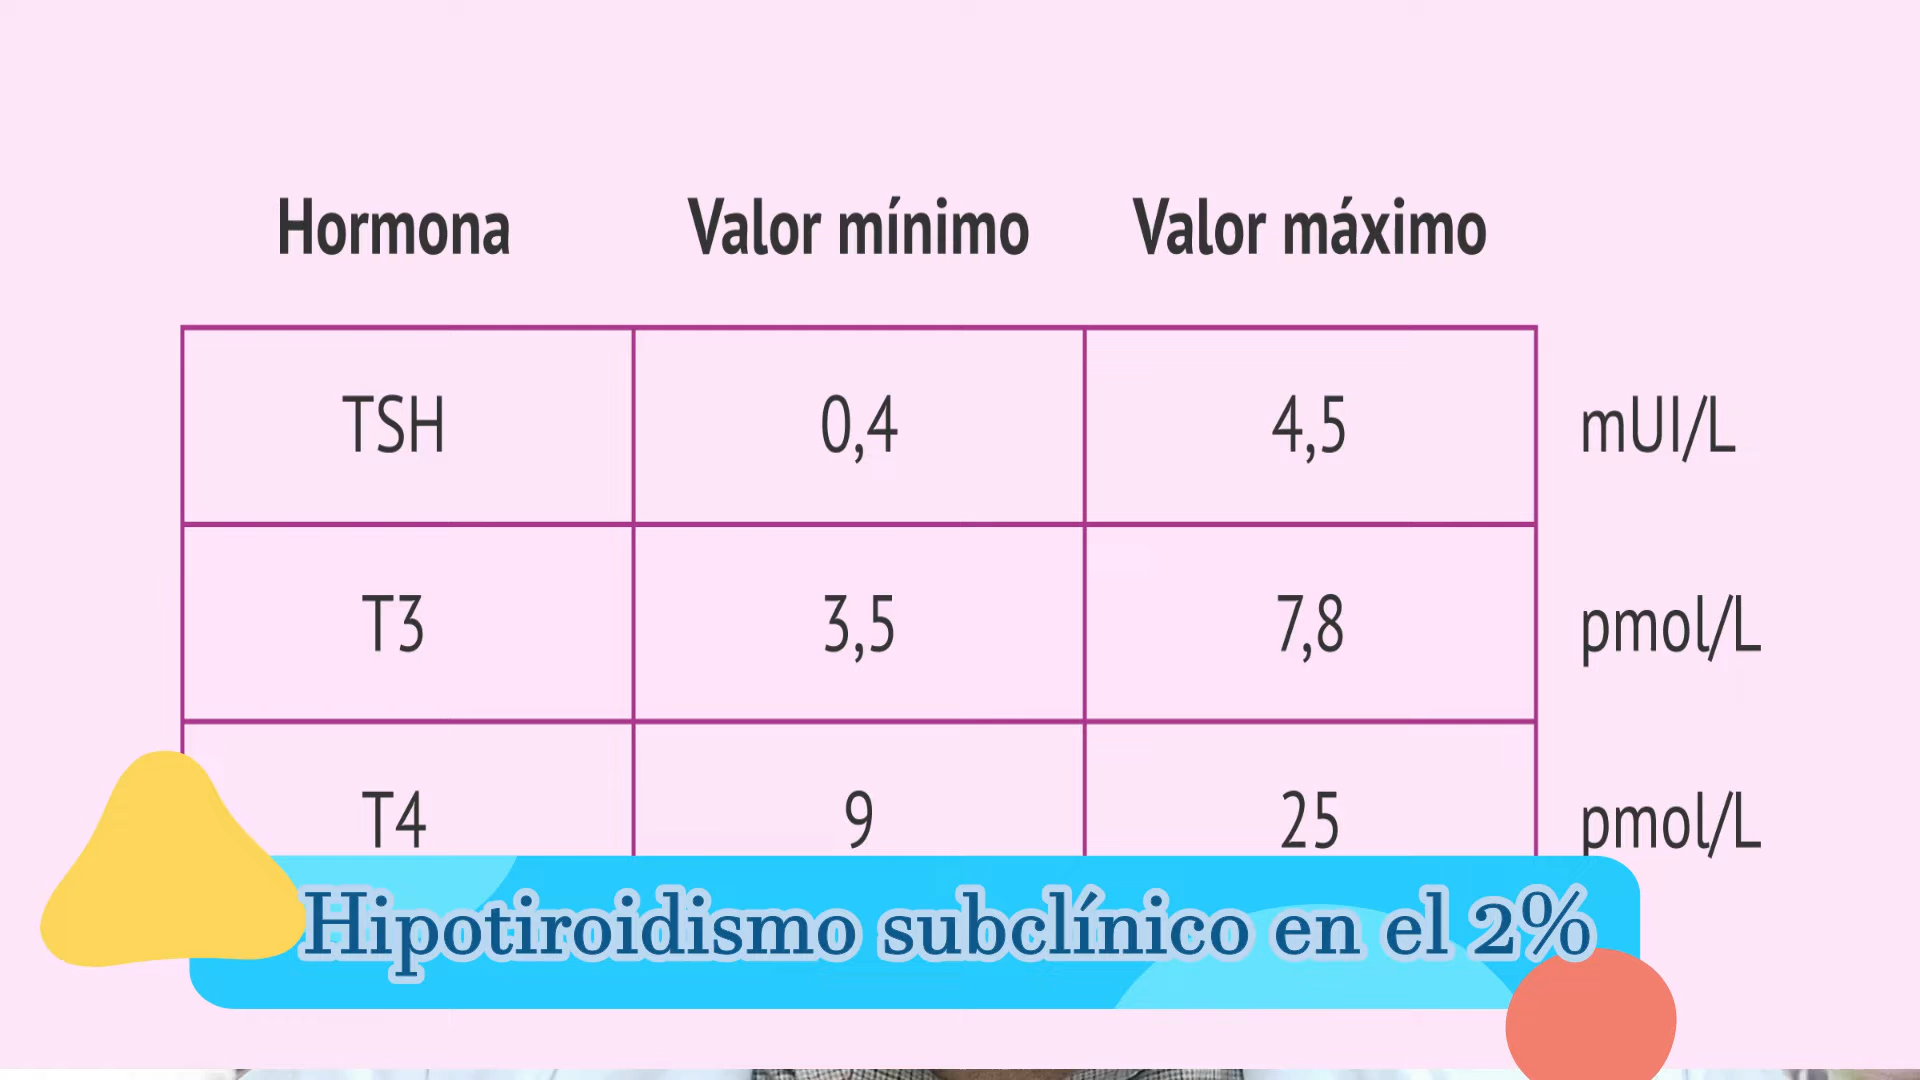 Hormona Valor mínimo Valor máximo
TSH 0,4 4,5 mUI/L
T3 3,5 7,8 pmol/L
T4 9 25 pmol/L
Hipotiroidismo subclínico en el 2%